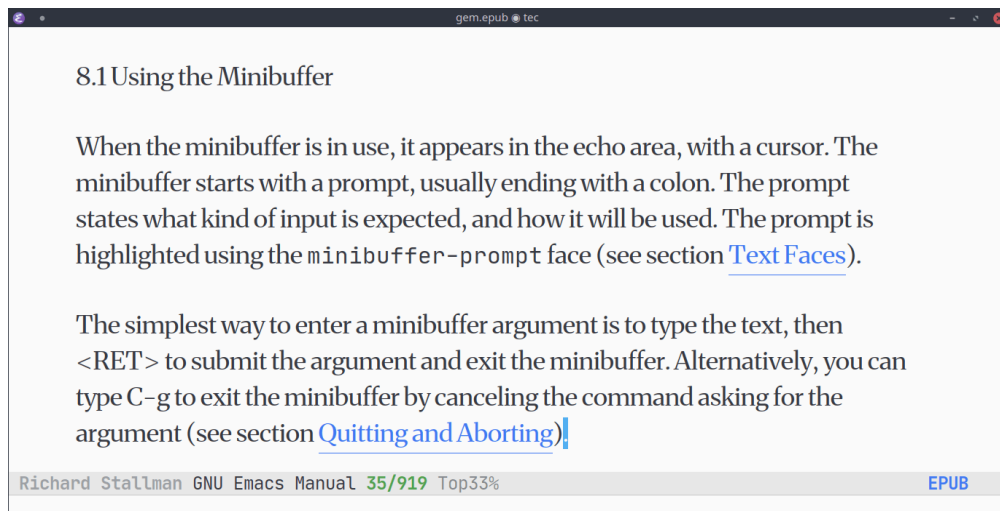 gem.epub ◉ tec
8.1 Using the Minibuffer
When the minibuffer is in use, it appears in the echo area, with a cursor. The
minibuffer starts with a prompt, usually ending with a colon. The prompt
states what kind of input is expected, and how it will be used. The prompt is
highlighted using the minibuffer-prompt face (see section Text Faces).
The simplest way to enter a minibuffer argument is to type the text, then
<RET> to submit the argument and exit the minibuffer. Alternatively, you can
type C-g to exit the minibuffer by canceling the command asking for the
argument (see section Quitting and Aborting).
Richard Stallman GNU Emacs Manual 35/919 Top33% EPUB